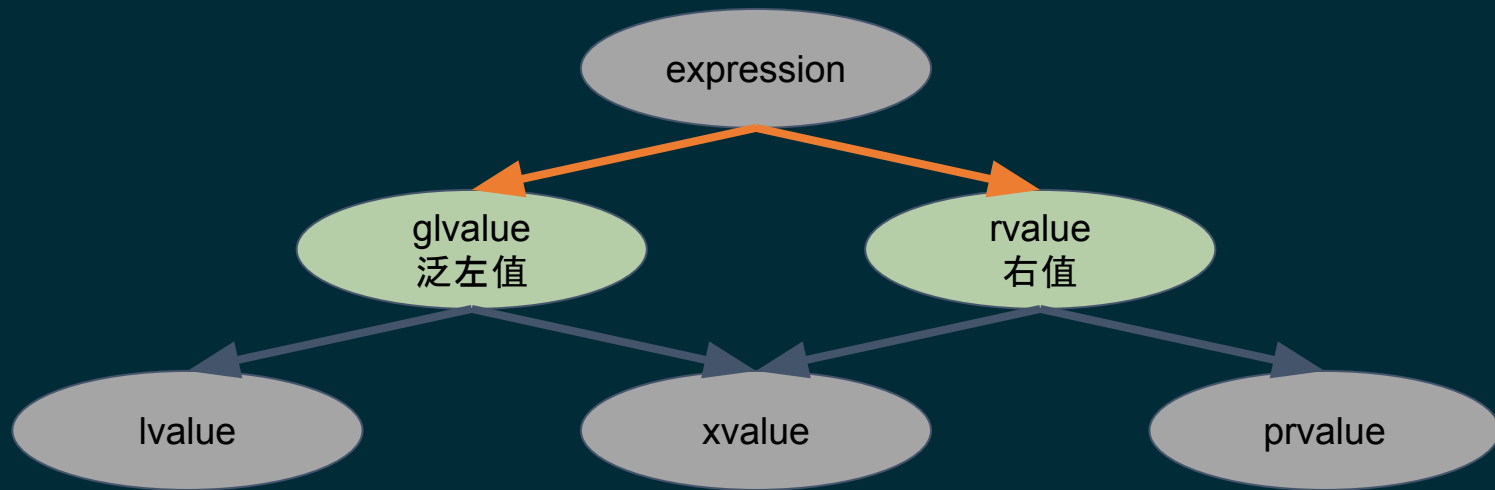 expression
glvalue
泛左值
rvalue
右值
lvalue
xvalue
prvalue